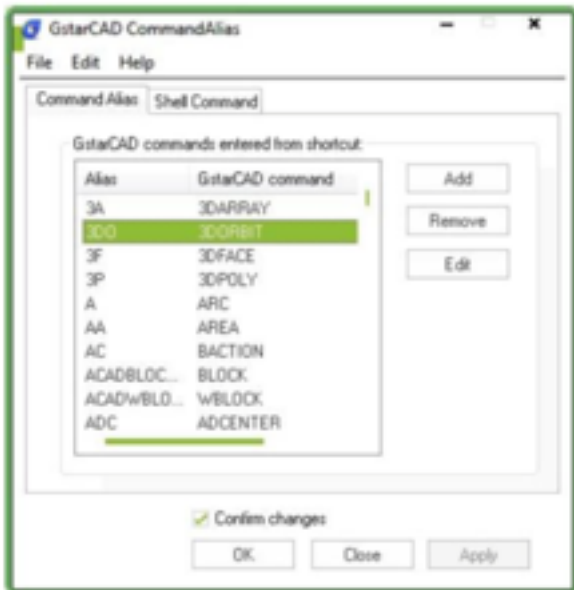 GstarCAD CommandAlias
File Edit Help
Command Alias Shell Command
GstarCAD commands entered from shortcut
Alias GstarCAD command
3A 3DARRAY
3DO 3DORBIT
3F 3DFACE
3P 3DPOLY
A ARC
AA AREA
AC BACTION
ACADBLOC... BLOCK
ACADWBLO... WBLOCK
ADC ADCENTER
Add
Remove
Edit
Confirm changes
OK Close Apply